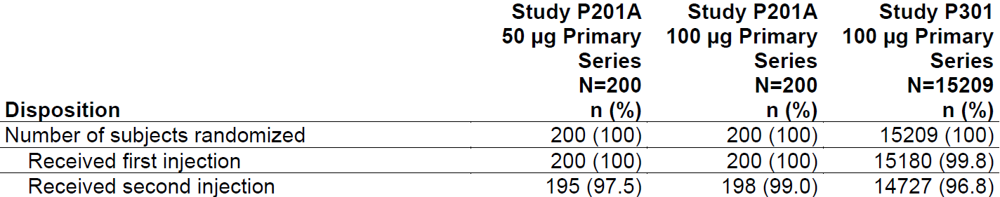 Study P201A Study P201A Study P301
50 µg Primary 100 µg Primary 100 µg Primary
Series Series Series
N=200 N=200 N=15209
Disposition n (%) n (%) n (%)
Number of subjects randomized 200 (100) 200 (100) 15209 (100)
Received first injection 200 (100) 200 (100) 15180 (99.8)
Received second injection 195 (97.5) 198 (99.0) 14727 (96.8)